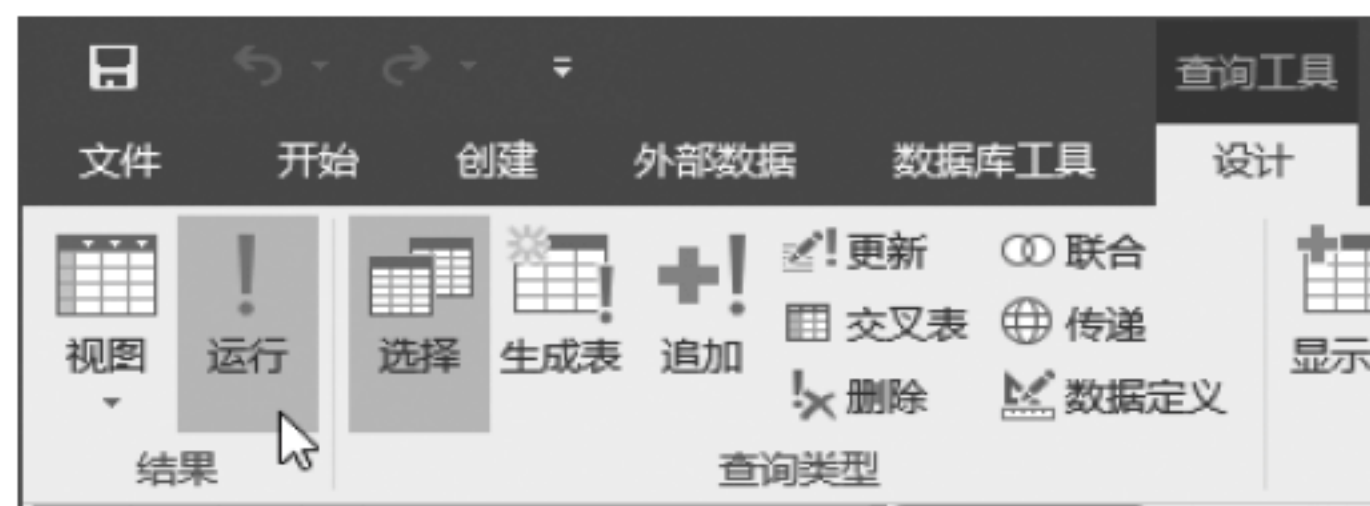 查询工具
文件 开始 创建 外部数据 数据库工具 设计
视图 运行 选择 生成表 追加 更新 联合
交叉表 传递
删除 数据定义
显示
结果 查询类型